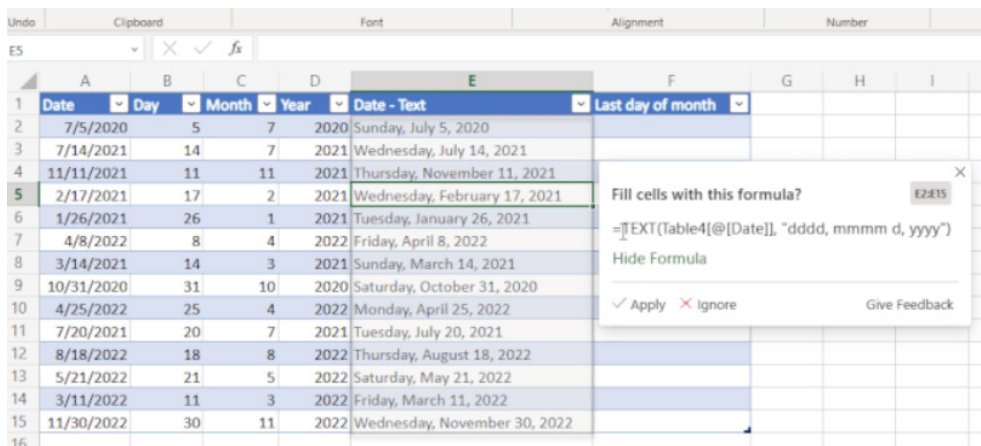 Undo Clipboard Font Alignment Number
E5 fx
A B C D E F G H I
1 Date Day Month Year Date - Text Last day of month
2 7/5/2020 5 7 2020 Sunday, July 5, 2020
3 7/14/2021 14 7 2021 Wednesday, July 14, 2021
4 11/11/2021 11 11 2021 Thursday, November 11, 2021
5 2/17/2021 17 2 2021 Wednesday, February 17, 2021
6 1/26/2021 26 1 2021 Tuesday, January 26, 2021
7 4/8/2022 8 4 2022 Friday, April 8, 2022
8 3/14/2021 14 3 2021 Sunday, March 14, 2021
9 10/31/2020 31 10 2020 Saturday, October 31, 2020
10 4/25/2022 25 4 2022 Monday, April 25, 2022
11 7/20/2021 20 7 2021 Tuesday, July 20, 2021
12 8/18/2022 18 8 2022 Thursday, August 18, 2022
13 5/21/2022 21 5 2022 Saturday, May 21, 2022
14 3/11/2022 11 3 2022 Friday, March 11, 2022
15 11/30/2022 30 11 2022 Wednesday, November 30, 2022
16
Fill cells with this formula? E2:E15
=TEXT(Table4[@[Date]], "dddd, mmmm d, yyyy")
Hide Formula
Apply Ignore Give Feedback